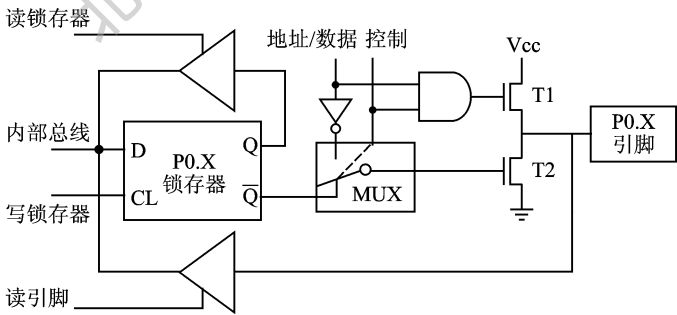 读锁存器
地址/数据 控制
Vcc
T1
内部总线
D
Q
P0.X
锁存器
P0.X
引脚
T2
CL
Q̅
MUX
写锁存器
读引脚